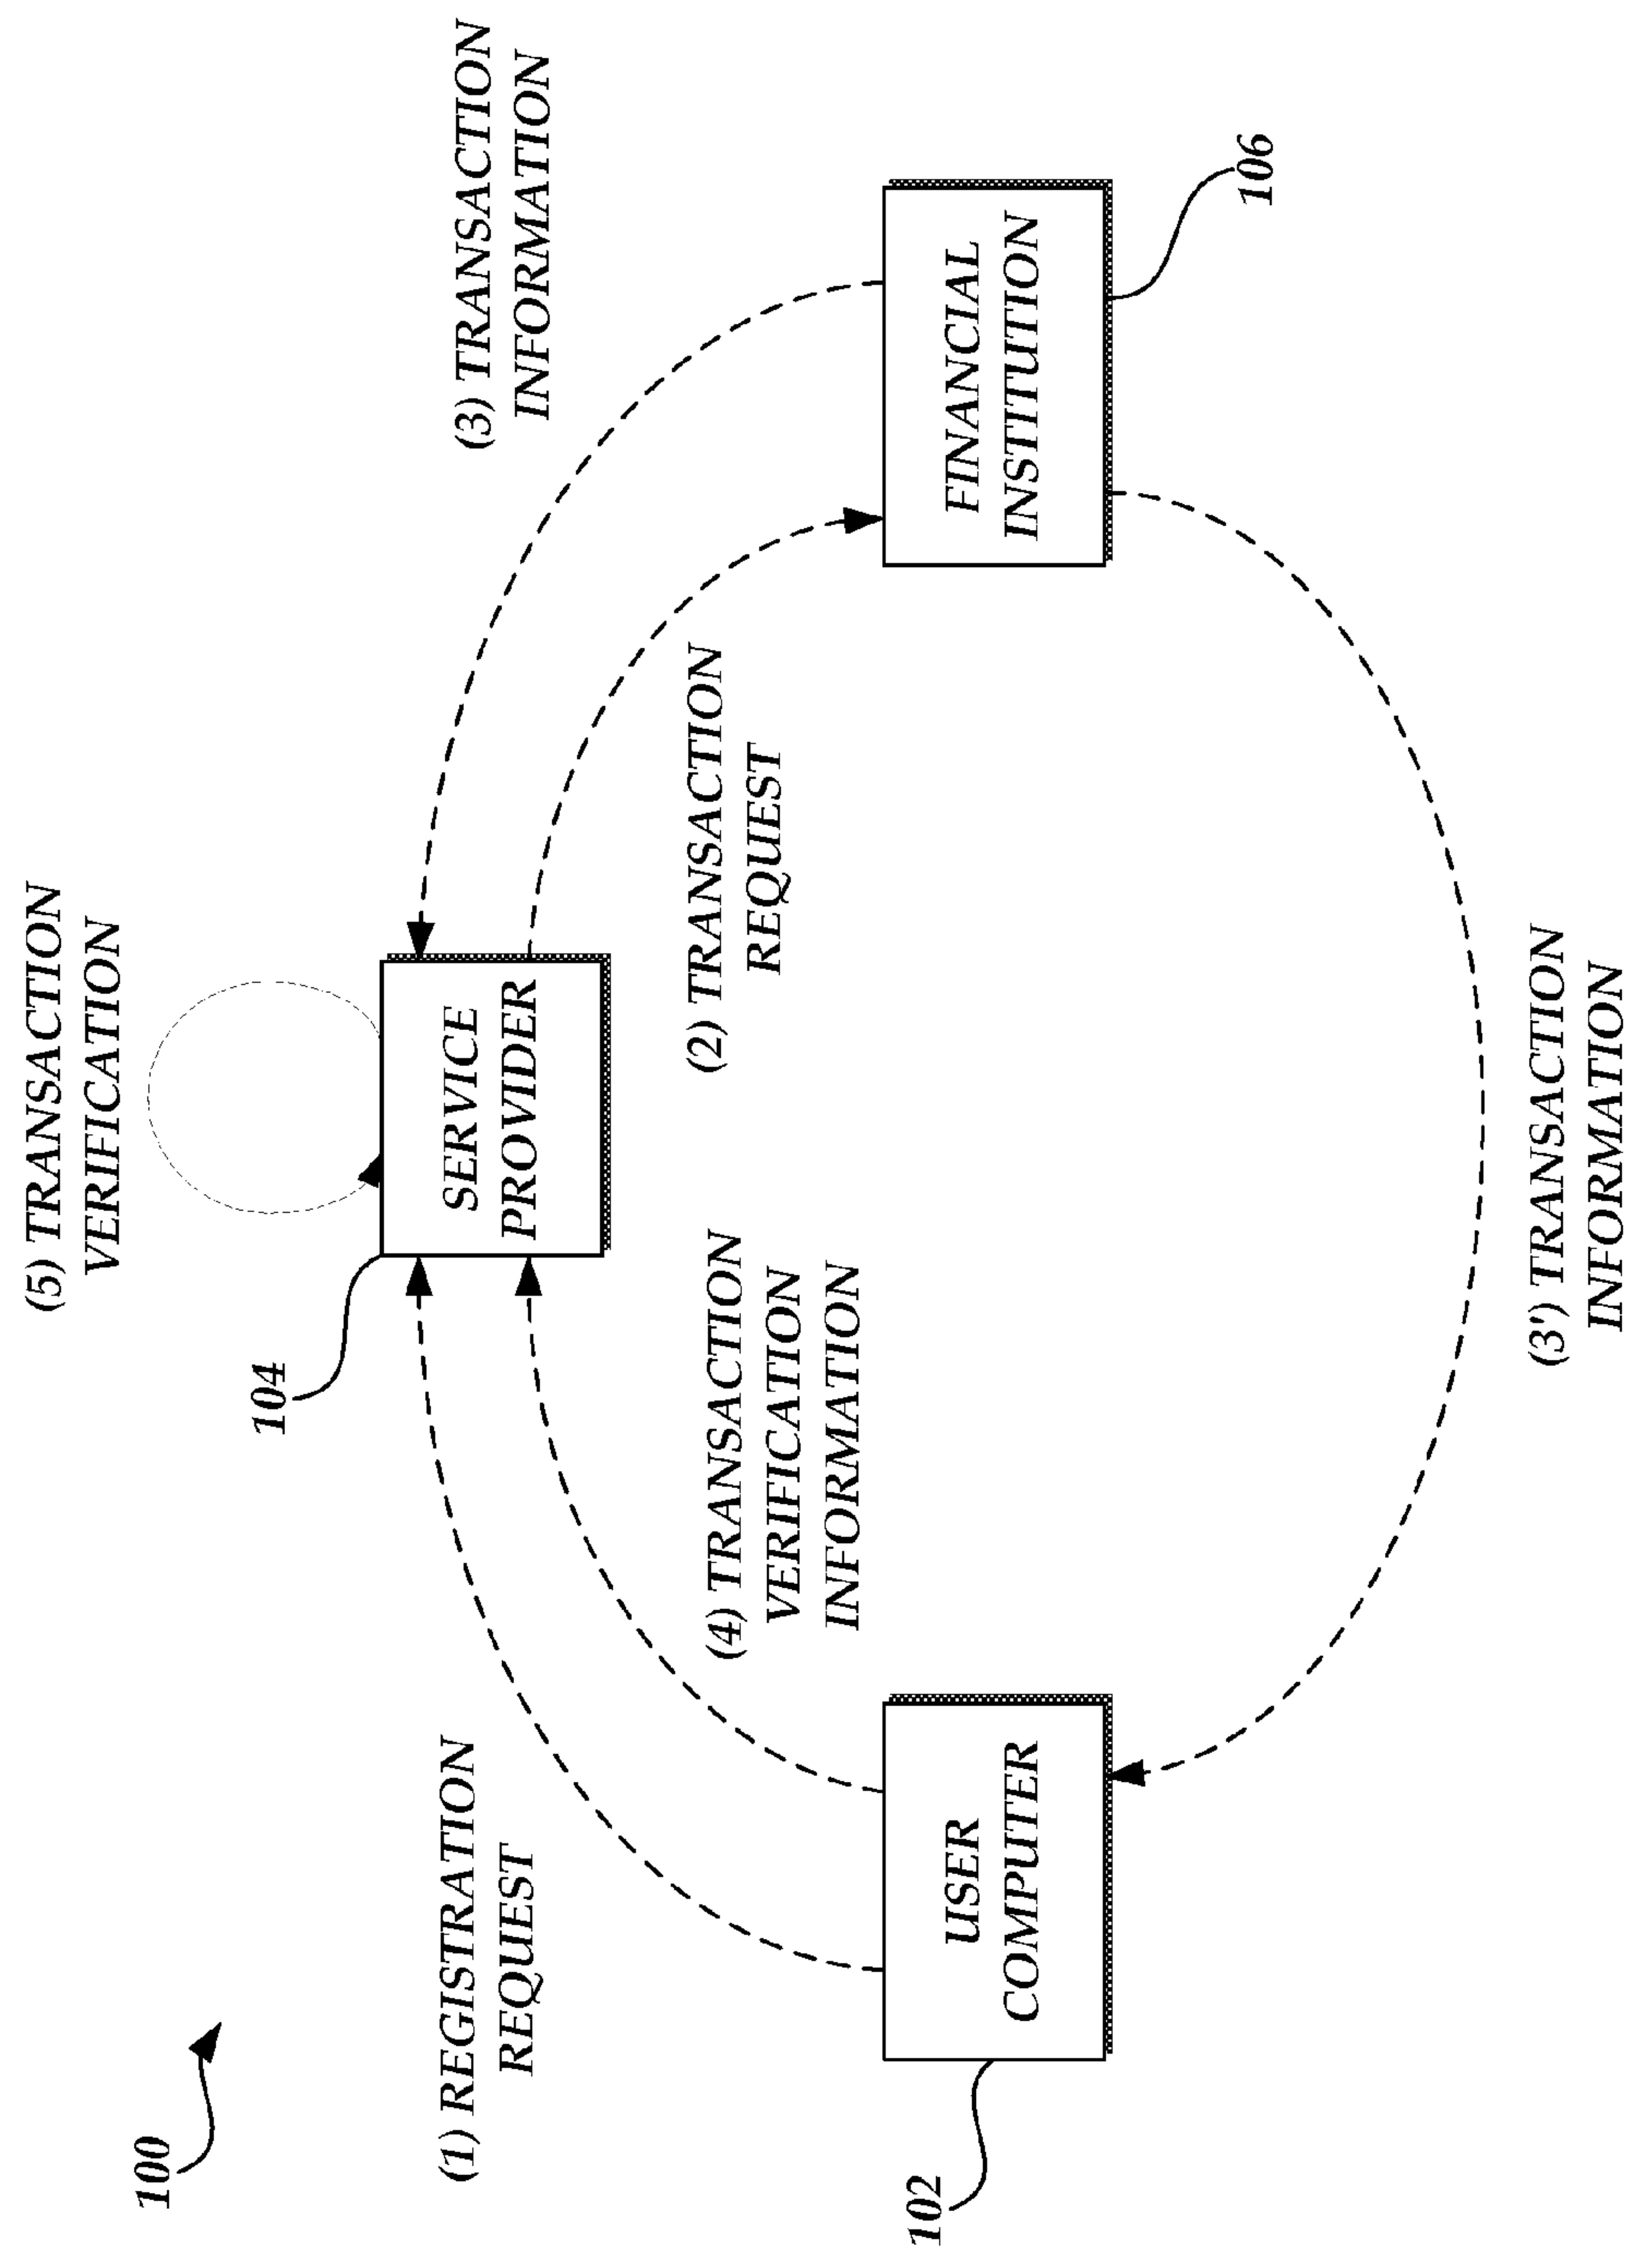 (5) TRANSACTION
VERIFICATION
100
104
(1) REGISTRATION
REQUEST
SERVICE
PROVIDER
(3) TRANSACTION
INFORMATION
(4) TRANSACTION
VERIFICATION
INFORMATION
(2) TRANSACTION
REQUEST
102
USER
COMPUTER
FINANCIAL
INSTITUTION
106
(3') TRANSACTION
INFORMATION